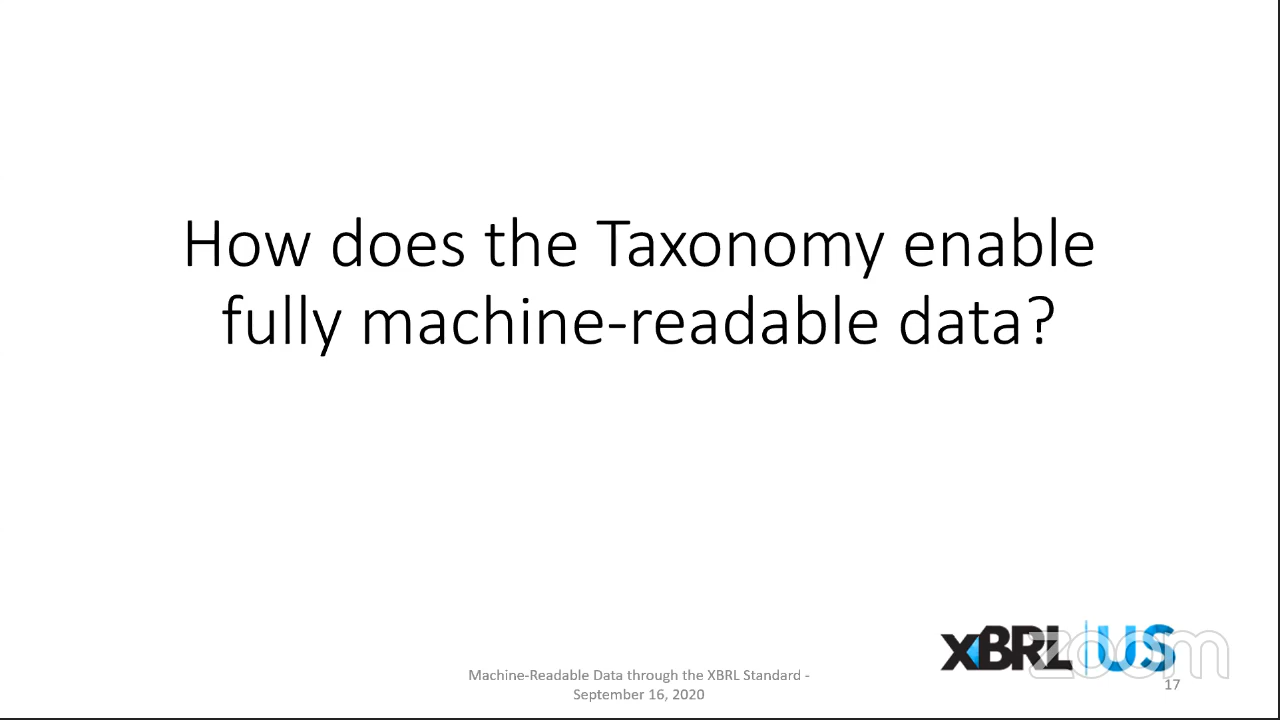 How does the Taxonomy enable
fully machine-readable data?
XBRL US
zoom
Machine-Readable Data through the XBRL Standard -
September 16, 2020
17